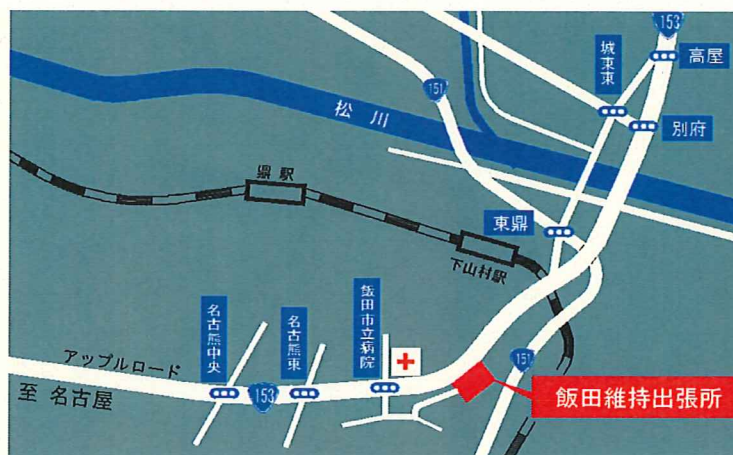 153
高屋
城東東
151
別府
松川
鼎駅
東鼎
下山村駅
飯田市立病院
名古熊中央
名古熊東
アップルロード
151
153
至 名古屋
飯田維持出張所